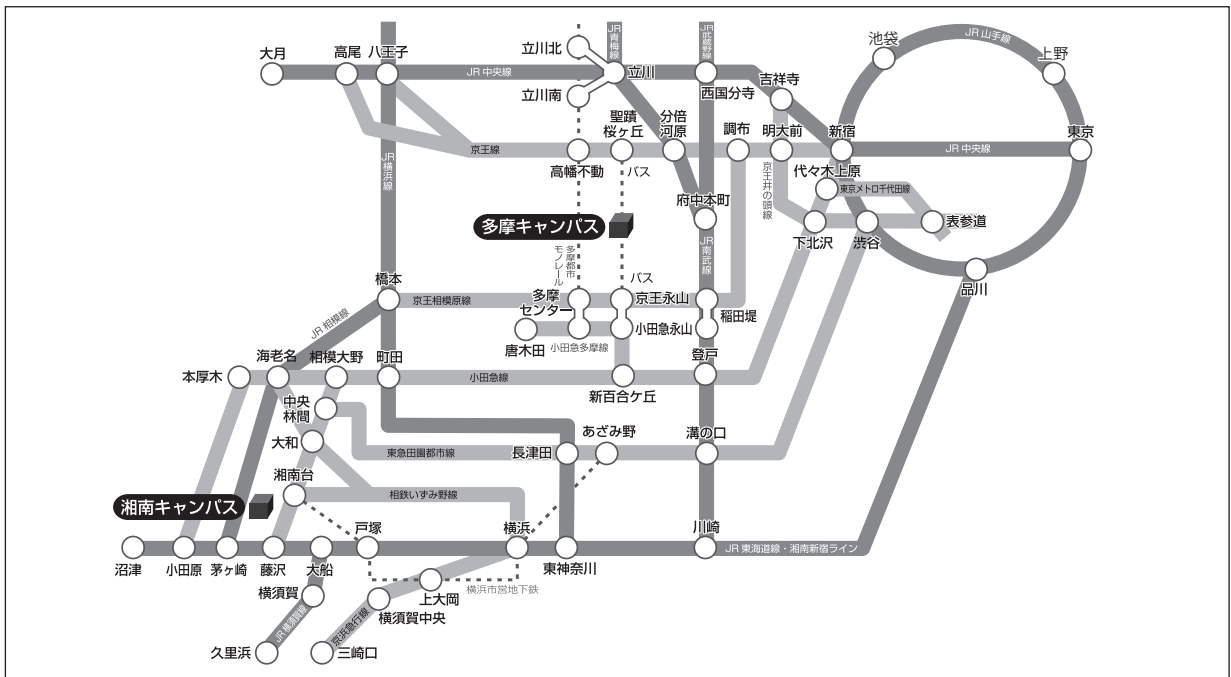 JR青梅線
JR武蔵野線
立川北
池袋
JR山手線
上野
大月
高尾
八王子
JR中央線
立川
吉祥寺
立川南
西国分寺
聖蹟
桜ヶ丘
分倍
河原
調布
明大前
新宿
東京
京王線
JR中央線
JR横浜線
高幡不動
バス
京王井の頭線
代々木上原
東京メトロ千代田線
府中本町
多摩キャンパス
下北沢
渋谷
表参道
多摩都市
モノレール
JR南武線
品川
橋本
バス
京王相模原線
多摩
センター
京王永山
稲田堤
JR相模線
唐木田
小田急多摩線
小田急永山
海老名
相模大野
町田
登戸
本厚木
小田急線
新百合ケ丘
中央
林間
あざみ野
溝の口
大和
東急田園都市線
長津田
湘南台
相鉄いずみ野線
湘南キャンパス
戸塚
横浜
川崎
JR東海道線・湘南新宿ライン
沼津
小田原
茅ヶ崎
藤沢
大船
東神奈川
横須賀
上大岡
横浜市営地下鉄
横須賀中央
JR横須賀線
京浜急行線
久里浜
三崎口